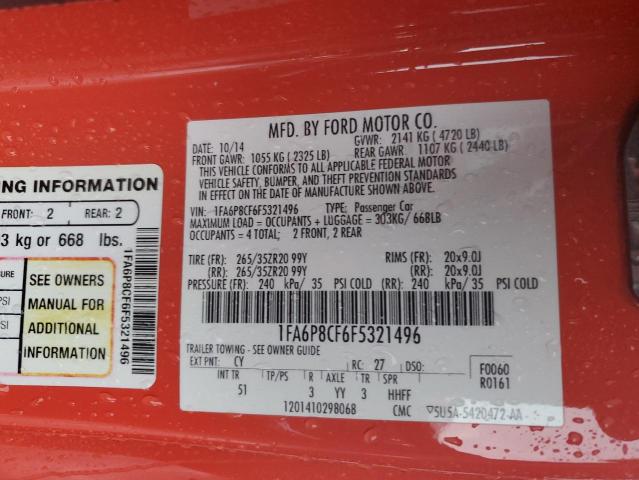 MFD. BY FORD MOTOR CO.
DATE: 10/14
GVWR: 2141 KG ( 4720 LB)
FRONT GAWR: 1055 KG ( 2325 LB)
REAR GAWR: 1107 KG ( 2440 LB)
THIS VEHICLE CONFORMS TO ALL APPLICABLE FEDERAL MOTOR
VEHICLE SAFETY, BUMPER, AND THEFT PREVENTION STANDARDS
IN EFFECT ON THE DATE OF MANUFACTURE SHOWN ABOVE.
VIN: 1FA6P8CF6F5321496 TYPE: Passenger Car
MAXIMUM LOAD = OCCUPANTS + LUGGAGE = 303KG/ 668LB
OCCUPANTS = 4 TOTAL; 2 FRONT, 2 REAR
TIRE (FR): 265/35ZR20 99Y RIMS (FR): 20x9.0J
(RR): 265/35ZR20 99Y (RR): 20x9.0J
PRESSURE (FR): 240 kPa/ 35 PSI COLD (RR): 240 kPa/ 35 PSI COLD
1FA6P8CF6F5321496
TRAILER TOWING - SEE OWNER GUIDE
EXT PNT: CY RC: 27 DSO:
F0060
R0161
INT TR TP/PS R AXLE TR SPR
51 3 YY 3 HHFF
1201410298068 CMC
5U5A-5420472-AA
NG INFORMATION
FRONT: 2 REAR: 2
3 kg or 668 lbs.
SURE
PSI
PSI
SEE OWNERS
MANUAL FOR
ADDITIONAL
INFORMATION
1FA6P8CF6F5321496